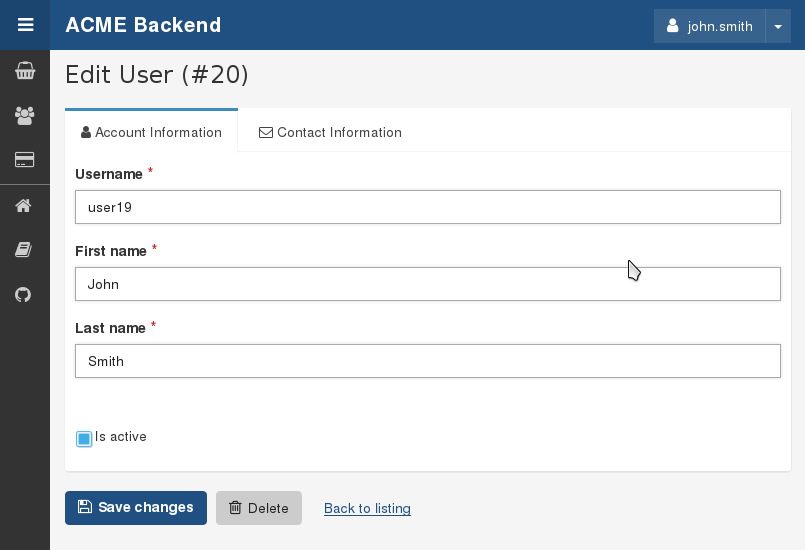 ACME Backend
john.smith
Edit User (#20)
Account Information
Contact Information
Username *
user19
First name *
John
Last name *
Smith
Is active
Save changes
Delete
Back to listing